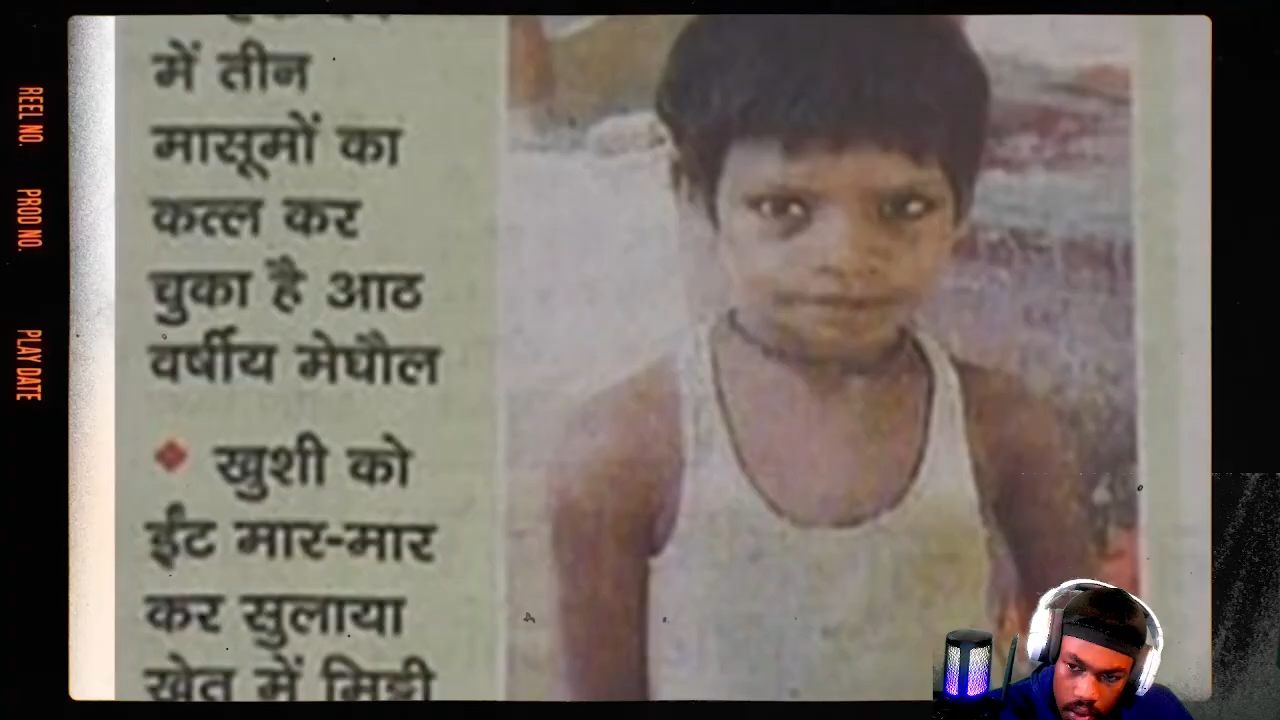 REEL NO.
PROD NO.
PLAY DATE
में तीन
मासूमों का
कत्ल कर
चुका है आठ
वर्षीय मेघौल
खुशी को
ईंट मार-मार
कर सुलाया
खेत में मिट्टी